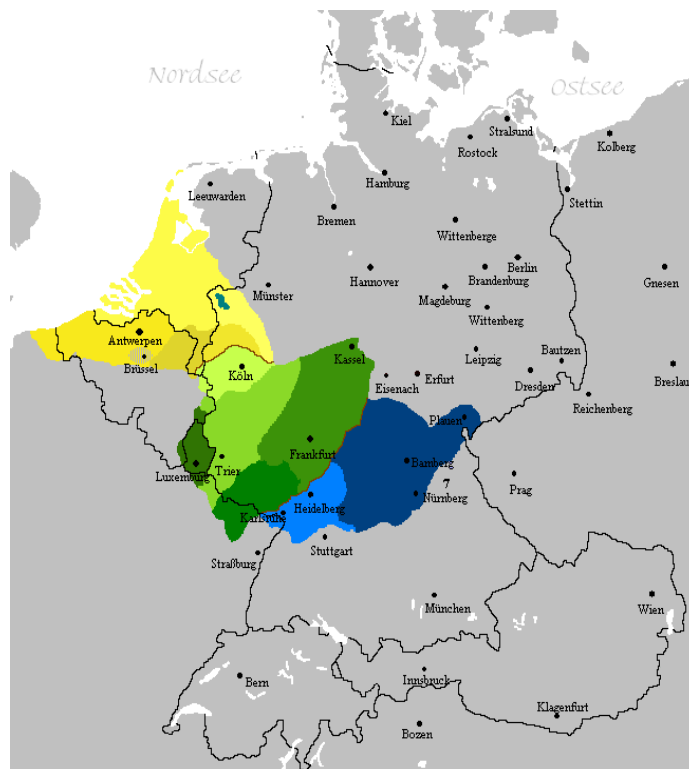 Nordsee
Ostsee
Kiel
Stralsund
Rostock
Kolberg
Hamburg
Leeuwarden
Stettin
Bremen
Wittenberge
Berlin
Hannover
Brandenburg
Gnesen
Münster
Magdeburg
Wittenberg
Antwerpen
Kassel
Leipzig
Bautzen
Brüssel
Köln
Eisenach
Erfurt
Dresden
Breslau
Reichenberg
Plauen
Frankfurt
Trier
Luxemburg
Bamberg
Prag
7
Heidelberg
Nürnberg
Karlsruhe
Stuttgart
Straßburg
München
Wien
Bern
Innsbruck
Klagenfurt
Bozen